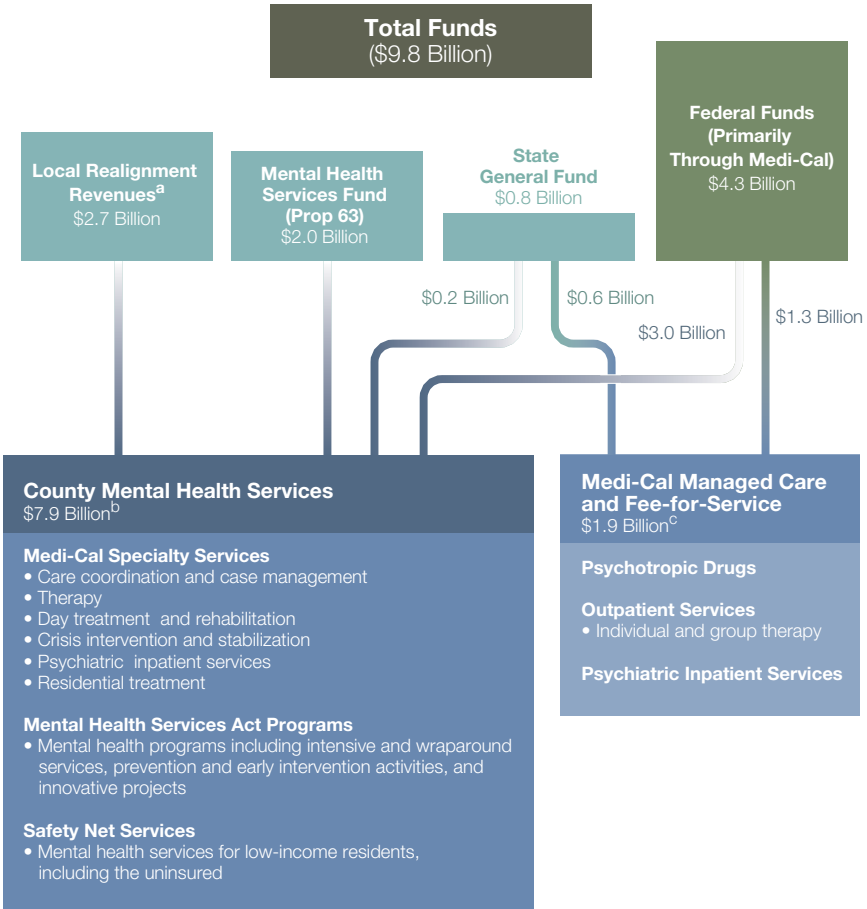 Total Funds
($9.8 Billion)
Local Realignment
Revenuesa
$2.7 Billion
Mental Health
Services Fund
(Prop 63)
$2.0 Billion
State
General Fund
$0.8 Billion
Federal Funds
(Primarily
Through Medi-Cal)
$4.3 Billion
$0.2 Billion
$0.6 Billion
$3.0 Billion
$1.3 Billion
County Mental Health Services
$7.9 Billionb
Medi-Cal Specialty Services
• Care coordination and case management
• Therapy
• Day treatment and rehabilitation
• Crisis intervention and stabilization
• Psychiatric inpatient services
• Residential treatment
Mental Health Services Act Programs
• Mental health programs including intensive and wraparound
services, prevention and early intervention activities, and
innovative projects
Safety Net Services
• Mental health services for low-income residents,
including the uninsured
Medi-Cal Managed Care
and Fee-for-Service
$1.9 Billionc
Psychotropic Drugs
Outpatient Services
• Individual and group therapy
Psychiatric Inpatient Services